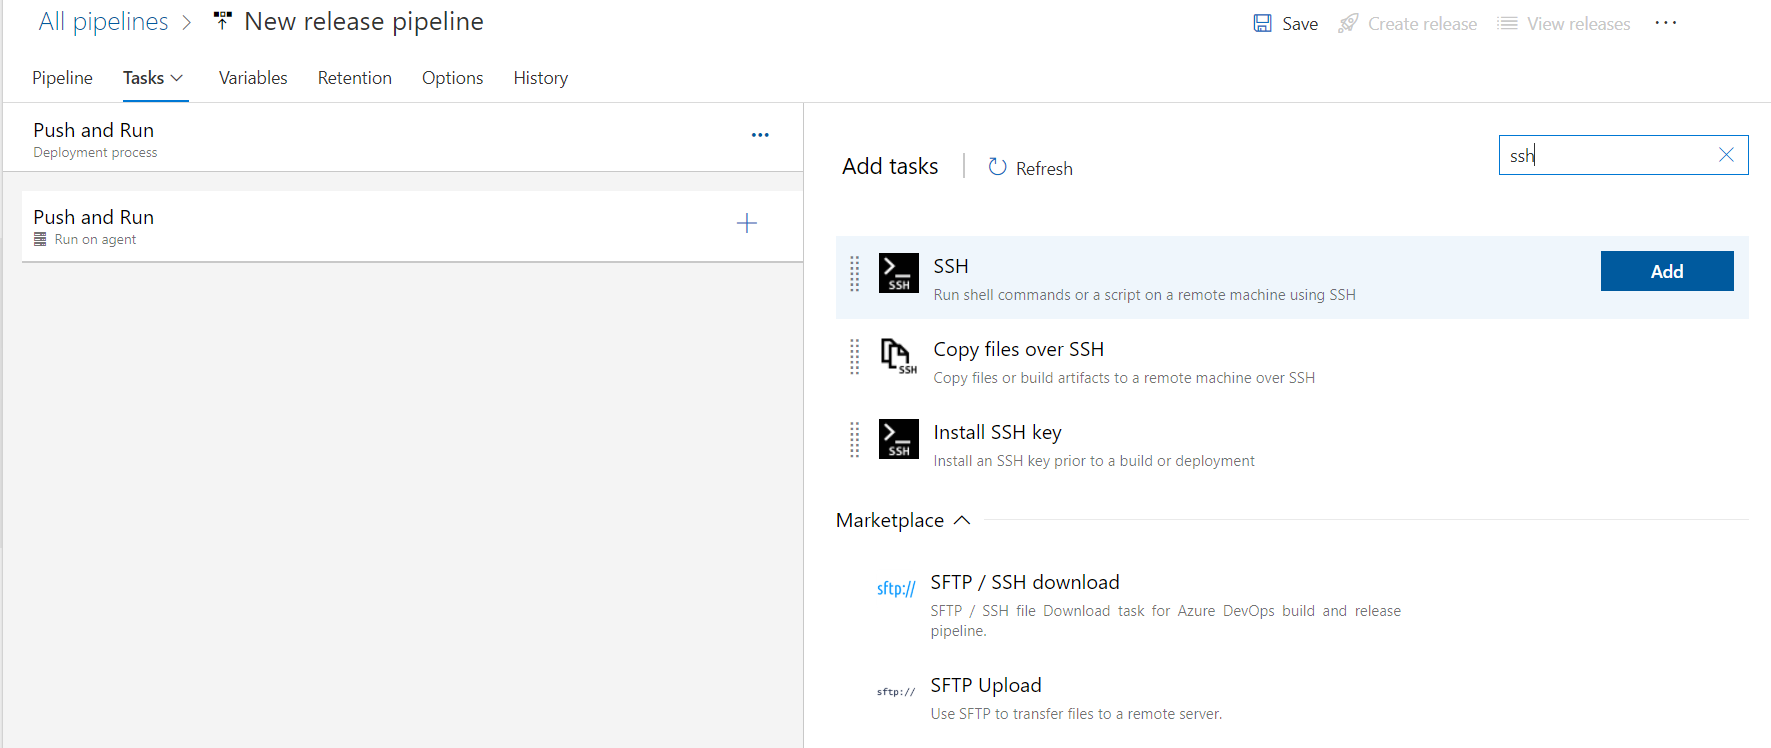 All pipelines > New release pipeline
Save Create release View releases ...
Pipeline Tasks Variables Retention Options History
Push and Run
Deployment process
...
Push and Run
Run on agent
Add tasks | Refresh
ssh
SSH
SSH
Run shell commands or a script on a remote machine using SSH
Add
SSH
Copy files over SSH
Copy files or build artifacts to a remote machine over SSH
SSH
Install SSH key
Install an SSH key prior to a build or deployment
Marketplace
sftp://
SFTP / SSH download
SFTP / SSH file Download task for Azure DevOps build and release
pipeline.
sftp://
SFTP Upload
Use SFTP to transfer files to a remote server.